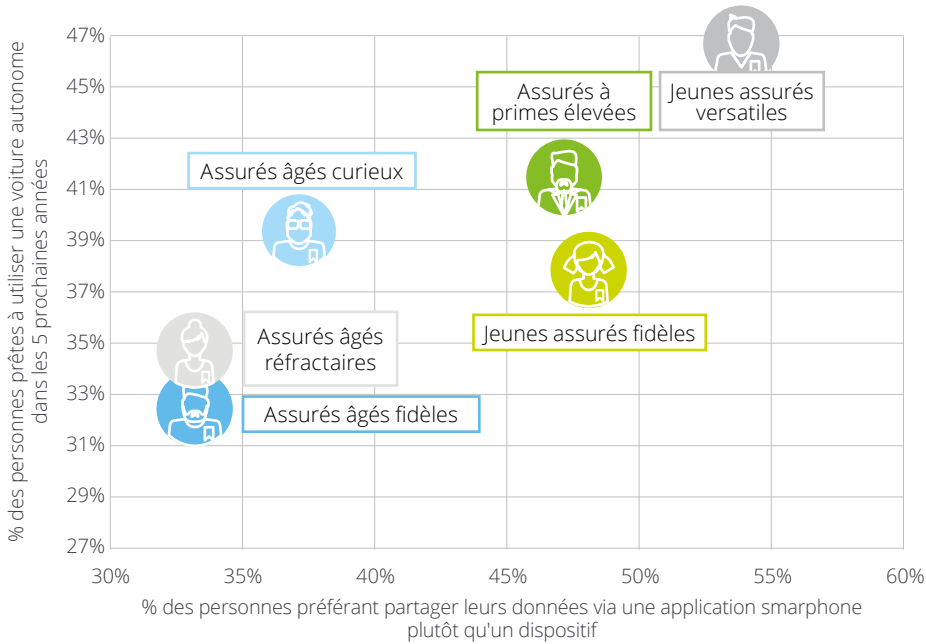 % des personnes prêtes à utiliser une voiture autonome
dans les 5 prochaines années
47%
45%
43%
41%
39%
37%
35%
33%
31%
29%
27%
Assurés à
primes élevées
Jeunes assurés
versatiles
Assurés âgés curieux
Jeunes assurés fidèles
Assurés âgés
réfractaires
Assurés âgés fidèles
30%
35%
40%
45%
50%
55%
60%
% des personnes préférant partager leurs données via une application smarphone
plutôt qu'un dispositif